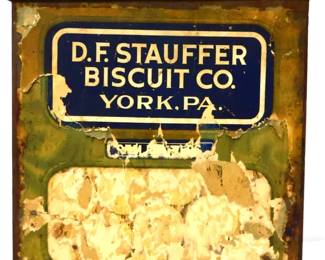 D.F. STAUFFER
BISCUIT CO.
YORK, PA.